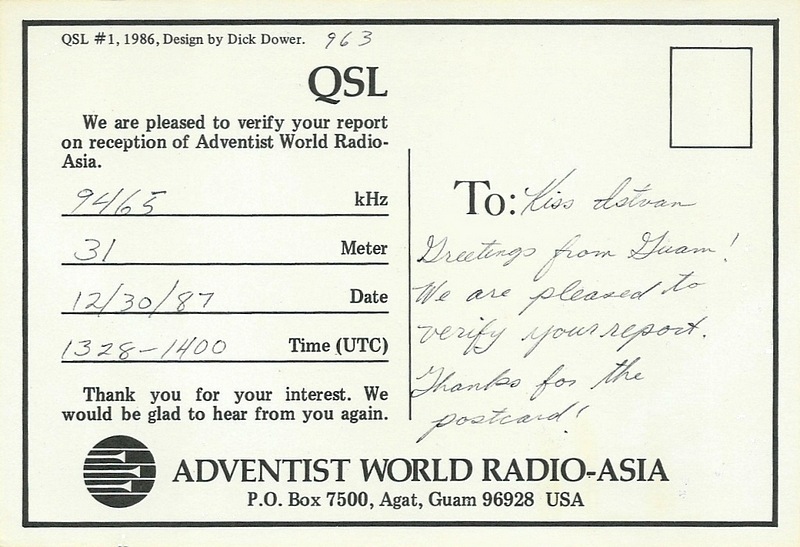 QSL #1, 1986, Design by Dick Dower. 963
QSL
We are pleased to verify your report
on reception of Adventist World Radio-
Asia.
9465 kHz
31 Meter
12/30/87 Date
1328-1400 Time (UTC)
Thank you for your interest. We
would be glad to hear from you again.
To: Kiss Istvan
Greetings from Guam!
We are pleased to
verify your report.
Thanks for the
postcard!
ADVENTIST WORLD RADIO-ASIA
P.O. Box 7500, Agat, Guam 96928 USA